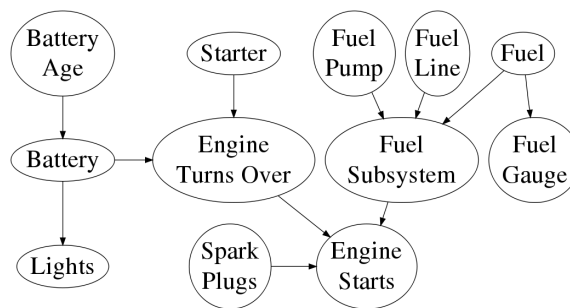 Battery
Age
Starter
Fuel
Pump
Fuel
Line
Fuel
Battery
Engine
Turns Over
Fuel
Subsystem
Fuel
Gauge
Lights
Spark
Plugs
Engine
Starts